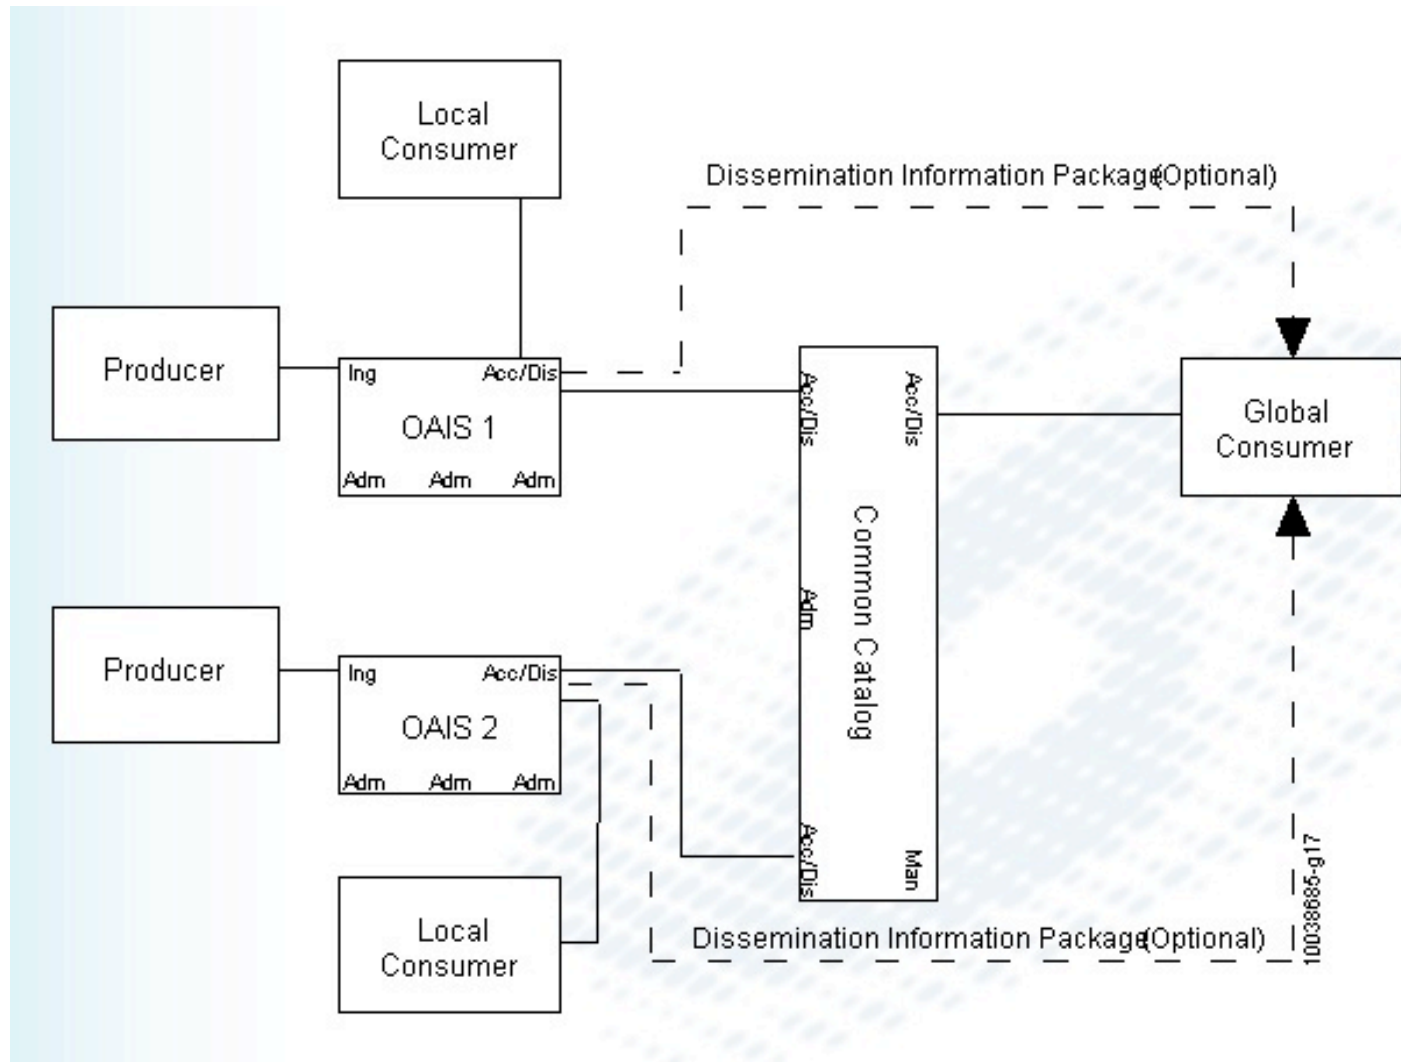 Local
Consumer
Dissemination Information Package(Optional)
Producer
Ing
Acc/Dis
OAIS 1
Adm
Adm
Adm
Acc/Dis
Acc/Dis
Global
Consumer
Common Catalog
Adm
Producer
Ing
Acc/Dis
OAIS 2
Adm
Adm
Adm
Acc/Dis
Man
Local
Consumer
Dissemination Information Package(Optional)
10038685-g17